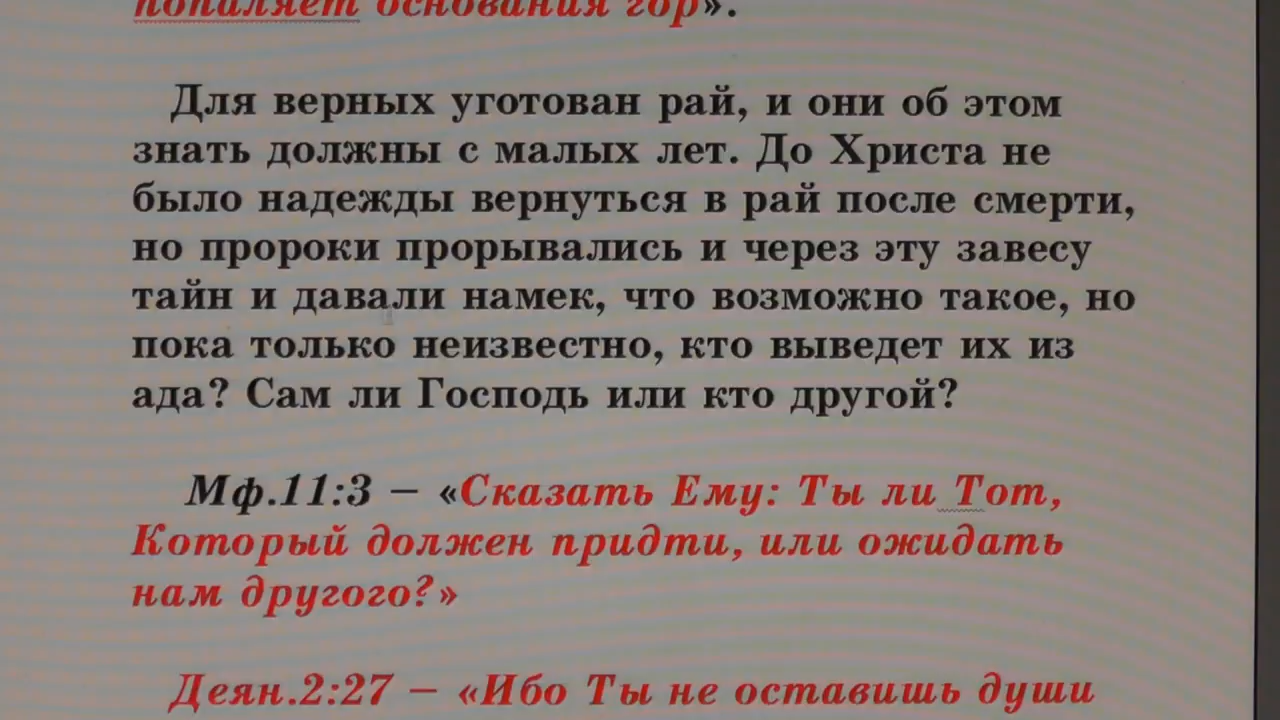 попаляет основания гор».
Для верных уготован рай, и они об этом
знать должны с малых лет. До Христа не
было надежды вернуться в рай после смерти,
но пророки прорывались и через эту завесу
тайн и давали намек, что возможно такое, но
пока только неизвестно, кто выведет их из
ада? Сам ли Господь или кто другой?
Мф.11:3 – «Сказать Ему: Ты ли Тот,
Который должен придти, или ожидать
нам другого?»
Деян.2:27 – «Ибо Ты не оставишь души